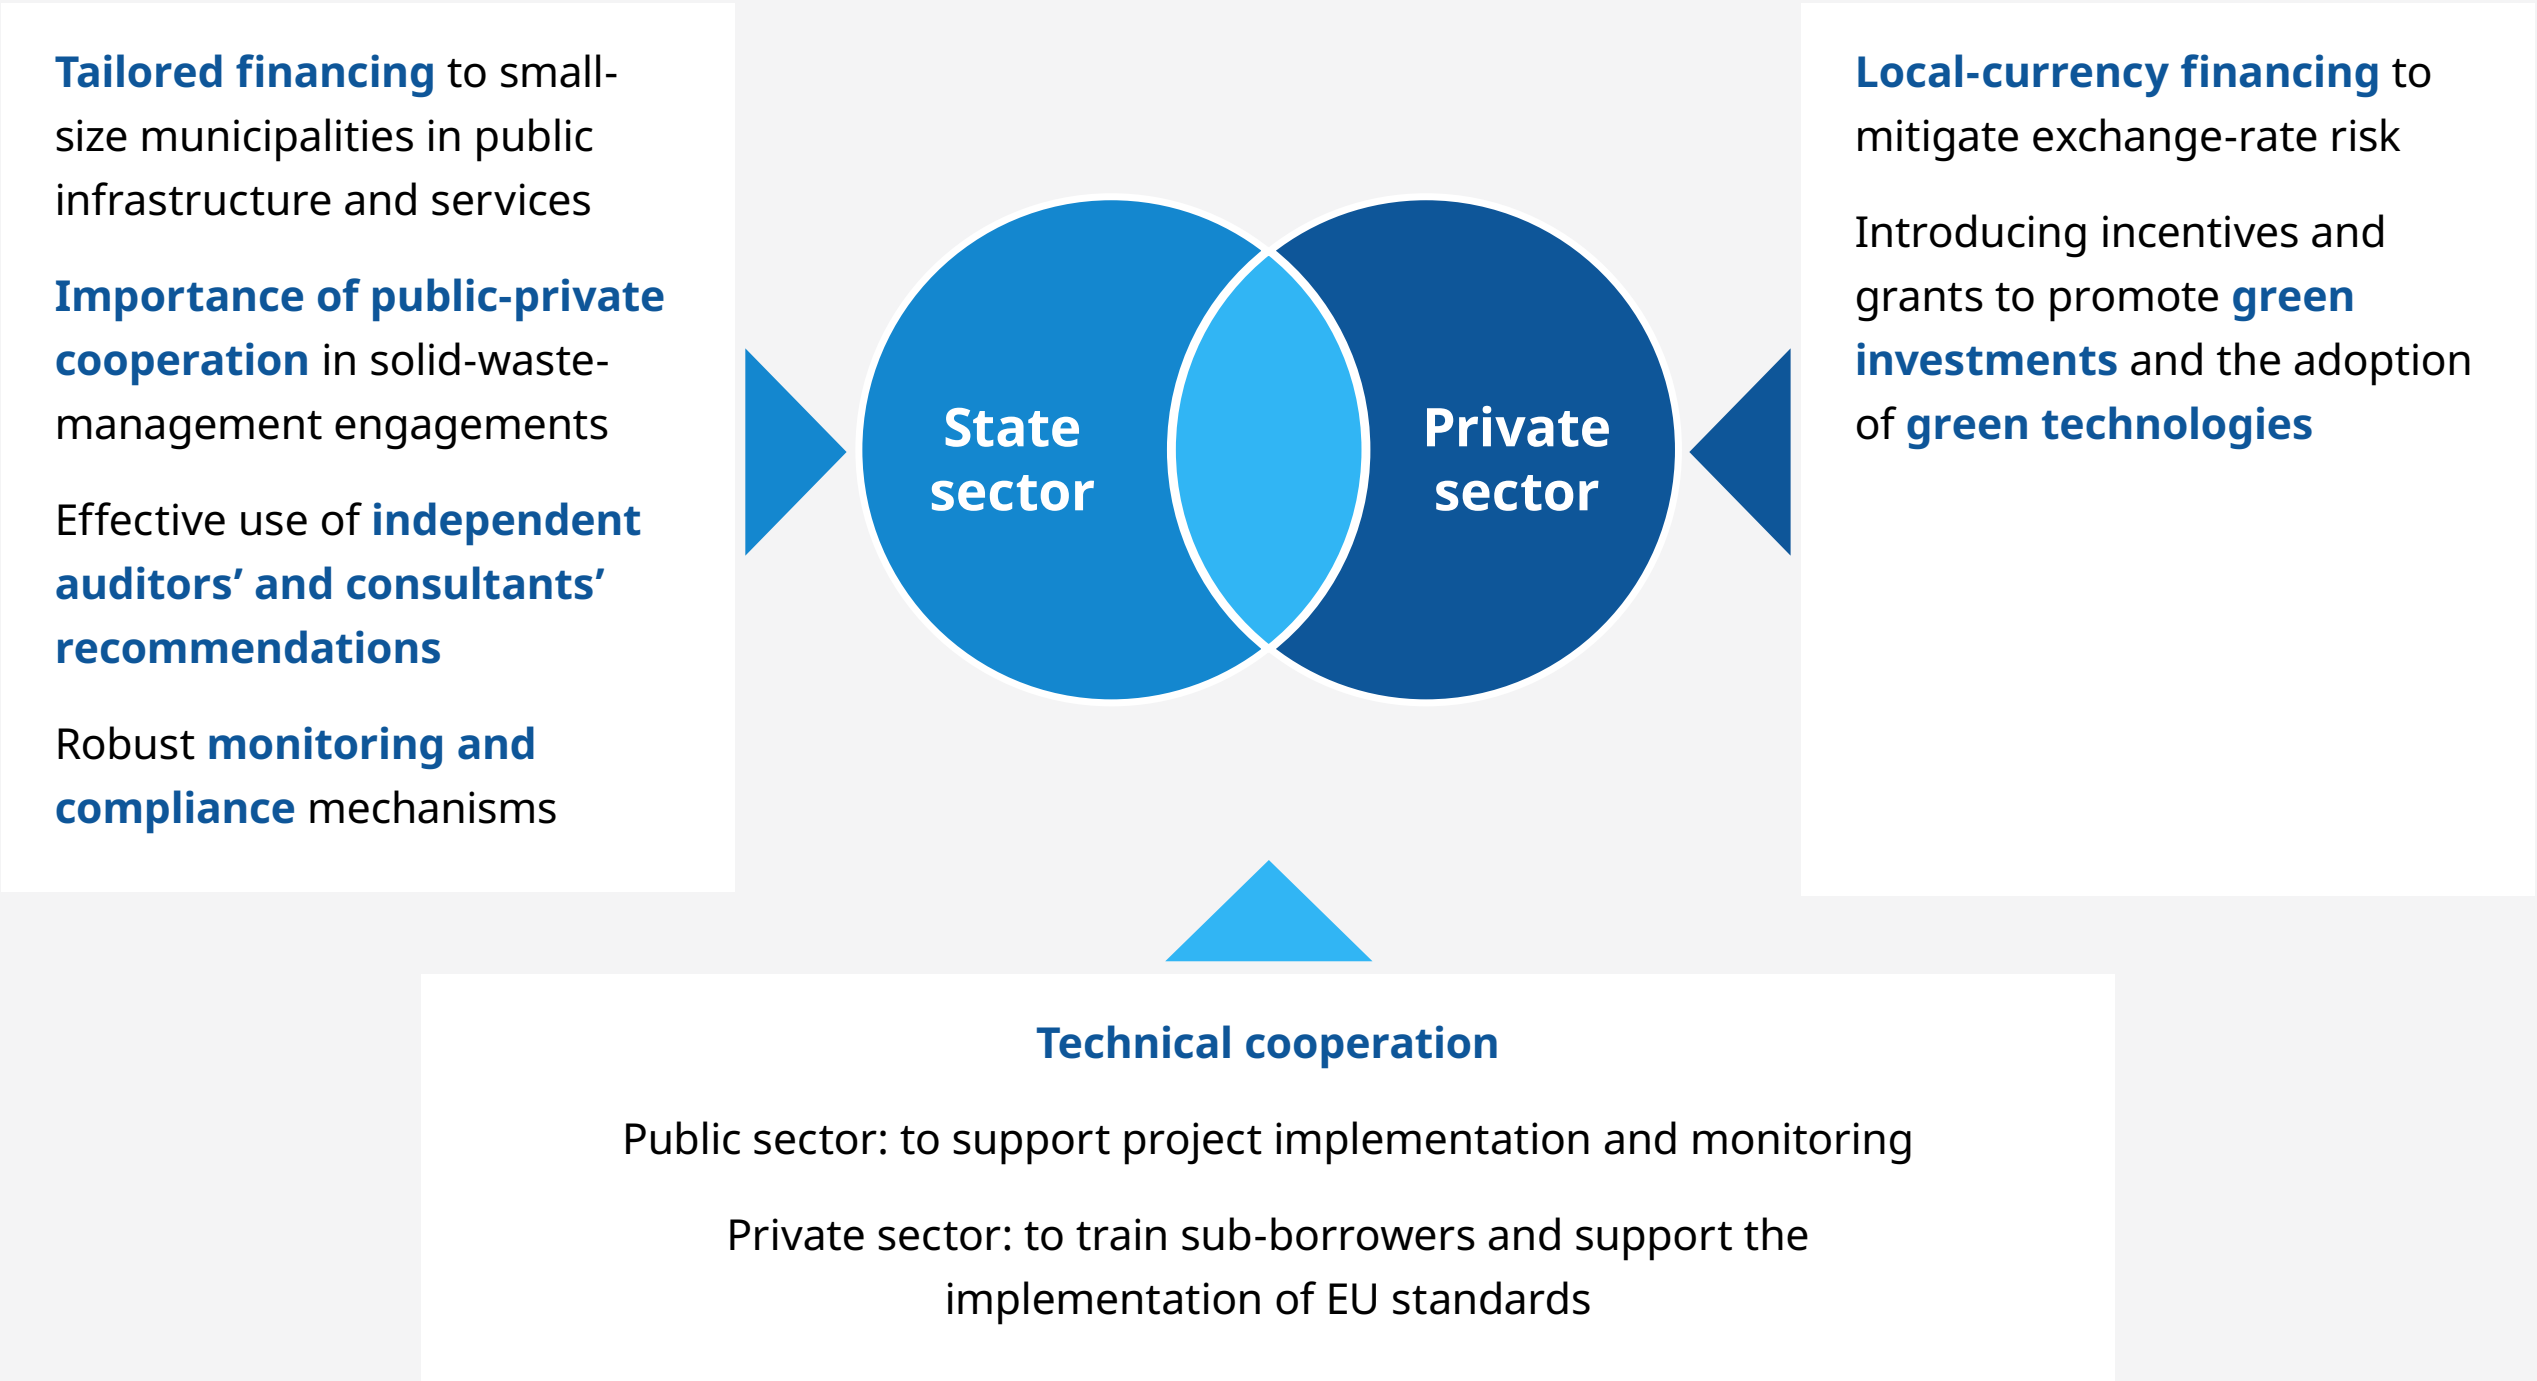 Tailored financing to small-
size municipalities in public
infrastructure and services
Importance of public-private
cooperation in solid-waste-
management engagements
Effective use of independent
auditors’ and consultants’
recommendations
Robust monitoring and
compliance mechanisms
State
sector
Private
sector
Local-currency financing to
mitigate exchange-rate risk
Introducing incentives and
grants to promote green
investments and the adoption
of green technologies
Technical cooperation
Public sector: to support project implementation and monitoring
Private sector: to train sub-borrowers and support the
implementation of EU standards